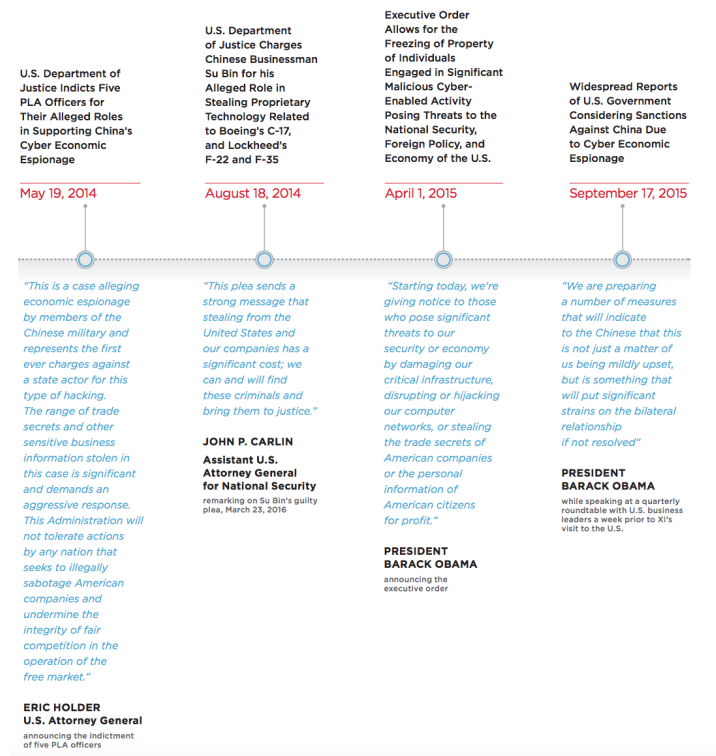 U.S. Department of
Justice Indicts Five
PLA Officers for
Their Alleged Roles
in Supporting China's
Cyber Economic
Espionage
May 19, 2014
"This is a case alleging
economic espionage
by members of the
Chinese military and
represents the first
ever charges against
a state actor for this
type of hacking.
The range of trade
secrets and other
sensitive business
information stolen in
this case is significant
and demands an
aggressive response.
This Administration will
not tolerate actions
by any nation that
seeks to illegally
sabotage American
companies and
undermine the
integrity of fair
competition in the
operation of the
free market."
ERIC HOLDER
U.S. Attorney General
announcing the indictment
of five PLA officers
U.S. Department
of Justice Charges
Chinese Businessman
Su Bin for his
Alleged Role in
Stealing Proprietary
Technology Related
to Boeing's C-17,
and Lockheed's
F-22 and F-35
August 18, 2014
"This plea sends a
strong message that
stealing from the
United States and
our companies has a
significant cost; we
can and will find
these criminals and
bring them to justice."
JOHN P. CARLIN
Assistant U.S.
Attorney General
for National Security
remarking on Su Bin's guilty
plea, March 23, 2016
Executive Order
Allows for the
Freezing of Property
of Individuals
Engaged in Significant
Malicious Cyber-
Enabled Activity
Posing Threats to the
National Security,
Foreign Policy, and
Economy of the U.S.
April 1, 2015
"Starting today, we're
giving notice to those
who pose significant
threats to our
security or economy
by damaging our
critical infrastructure,
disrupting or hijacking
our computer
networks, or stealing
the trade secrets of
American companies
or the personal
information of
American citizens
for profit."
PRESIDENT
BARACK OBAMA
announcing the
executive order
Widespread Reports
of U.S. Government
Considering Sanctions
Against China Due
to Cyber Economic
Espionage
September 17, 2015
"We are preparing
a number of measures
that will indicate
to the Chinese that this
is not just a matter of
us being mildly upset,
but is something that
will put significant
strains on the bilateral
relationship
if not resolved"
PRESIDENT
BARACK OBAMA
while speaking at a quarterly
roundtable with U.S. business
leaders a week prior to Xi's
visit to the U.S.